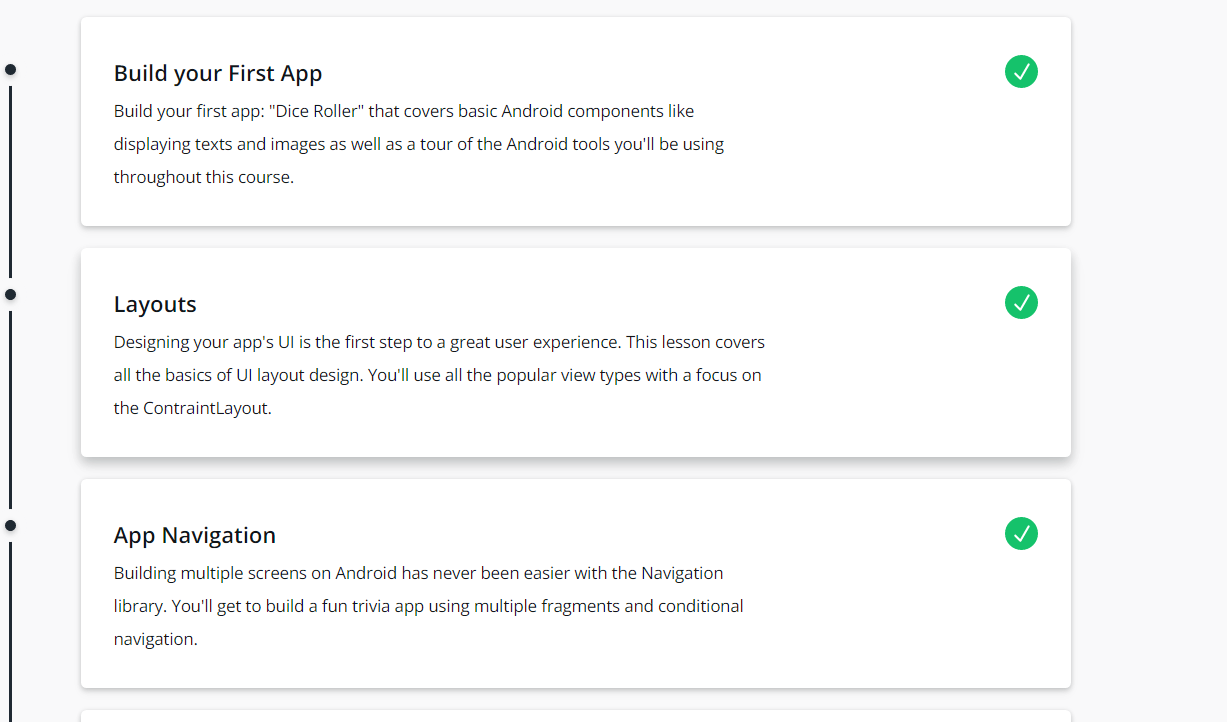 Build your First App
Build your first app: "Dice Roller" that covers basic Android components like
displaying texts and images as well as a tour of the Android tools you'll be using
throughout this course.
Layouts
Designing your app's UI is the first step to a great user experience. This lesson covers
all the basics of UI layout design. You'll use all the popular view types with a focus on
the ContraintLayout.
App Navigation
Building multiple screens on Android has never been easier with the Navigation
library. You'll get to build a fun trivia app using multiple fragments and conditional
navigation.